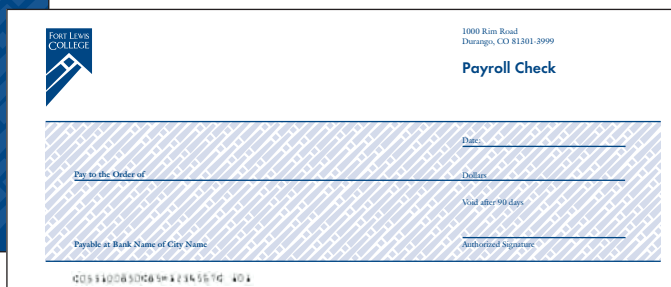 FORT LEWIS
COLLEGE
1000 Rim Road
Durango, CO 81301-3999
Payroll Check
Date:
Pay to the Order of
Dollars
Void after 90 days
Payable at Bank Name of City Name
Authorized Signature